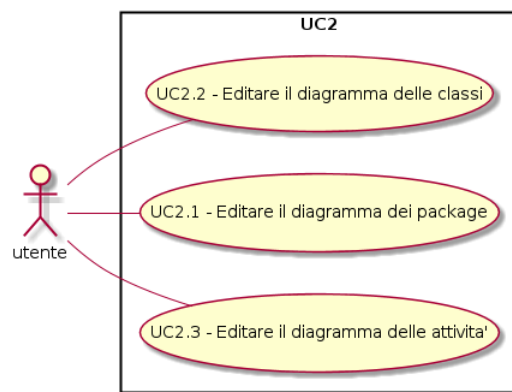 UC2
UC2.2 - Editare il diagramma delle classi
UC2.1 - Editare il diagramma dei package
utente
UC2.3 - Editare il diagramma delle attivita'